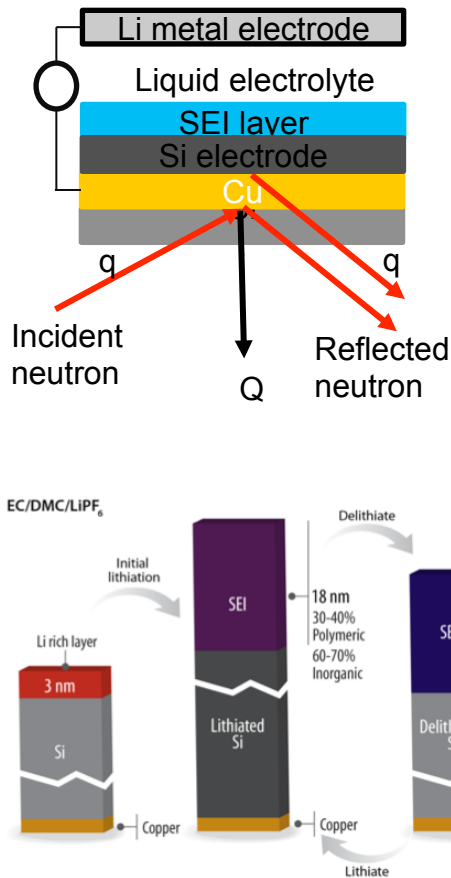 Li metal electrode
Liquid electrolyte
SEI layer
Si electrode
Cu
q
q
Incident
neutron
Reflected
neutron
Q
EC/DMC/LiPF₆
Initial
lithiation
Delithiate
Li rich layer
3 nm
Si
Copper
SEI
18 nm
30-40%
Polymeric
60-70%
Inorganic
Lithiated
Si
Copper
Lithiate